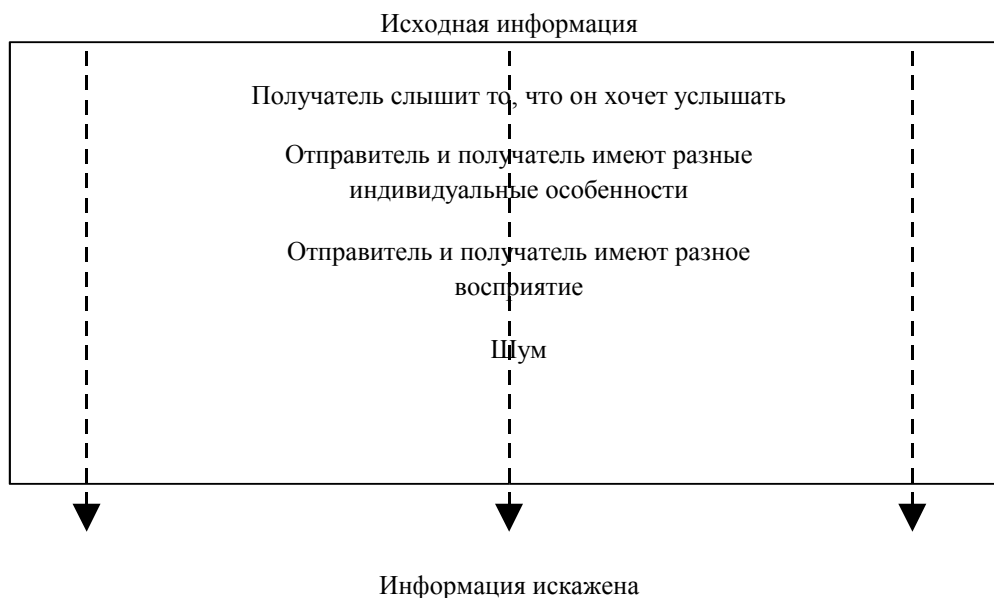 Исходная информация
Получатель слышит то, что он хочет услышать
Отправитель и получатель имеют разные
индивидуальные особенности
Отправитель и получатель имеют разное
восприятие
Шум
Информация искажена